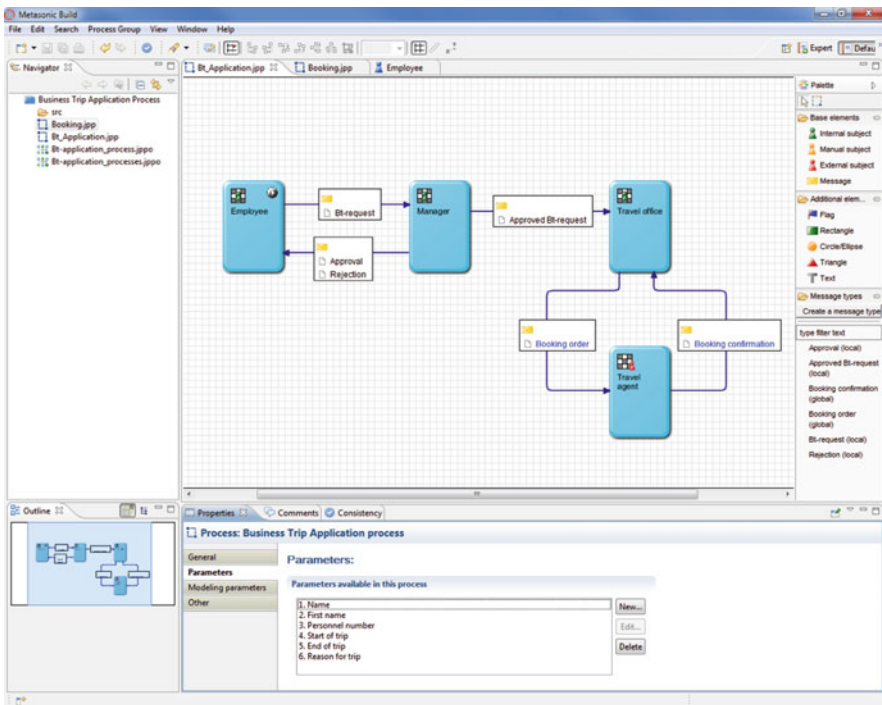 Metasonic Build
File Edit Search Process Group View Window Help
Expert Defau
Navigator
Bt_Application.jpp Booking.jpp Employee
Business Trip Application Process
src
Booking.jpp
Bt_Application.jpp
Bt-application_process.jppo
Bt-application_processes.jppo
Employee
Bt-request
Approval
Rejection
Manager
Approved Bt-request
Travel office
Booking order
Booking confirmation
Travel
agent
Palette
Base elements
Internal subject
Manual subject
External subject
Message
Additional elem...
Flag
Rectangle
Circle/Ellipse
Triangle
Text
Message types
Create a message type
type filter text
Approval (local)
Approved Bt-request
(local)
Booking confirmation
(global)
Booking order
(global)
Bt-request (local)
Rejection (local)
Outline
Properties Comments Consistency
Process: Business Trip Application process
General
Parameters
Modeling parameters
Other
Parameters:
Parameters available in this process
1. Name
2. First name
3. Personnel number
4. Start of trip
5. End of trip
6. Reason for trip
New...
Edit...
Delete